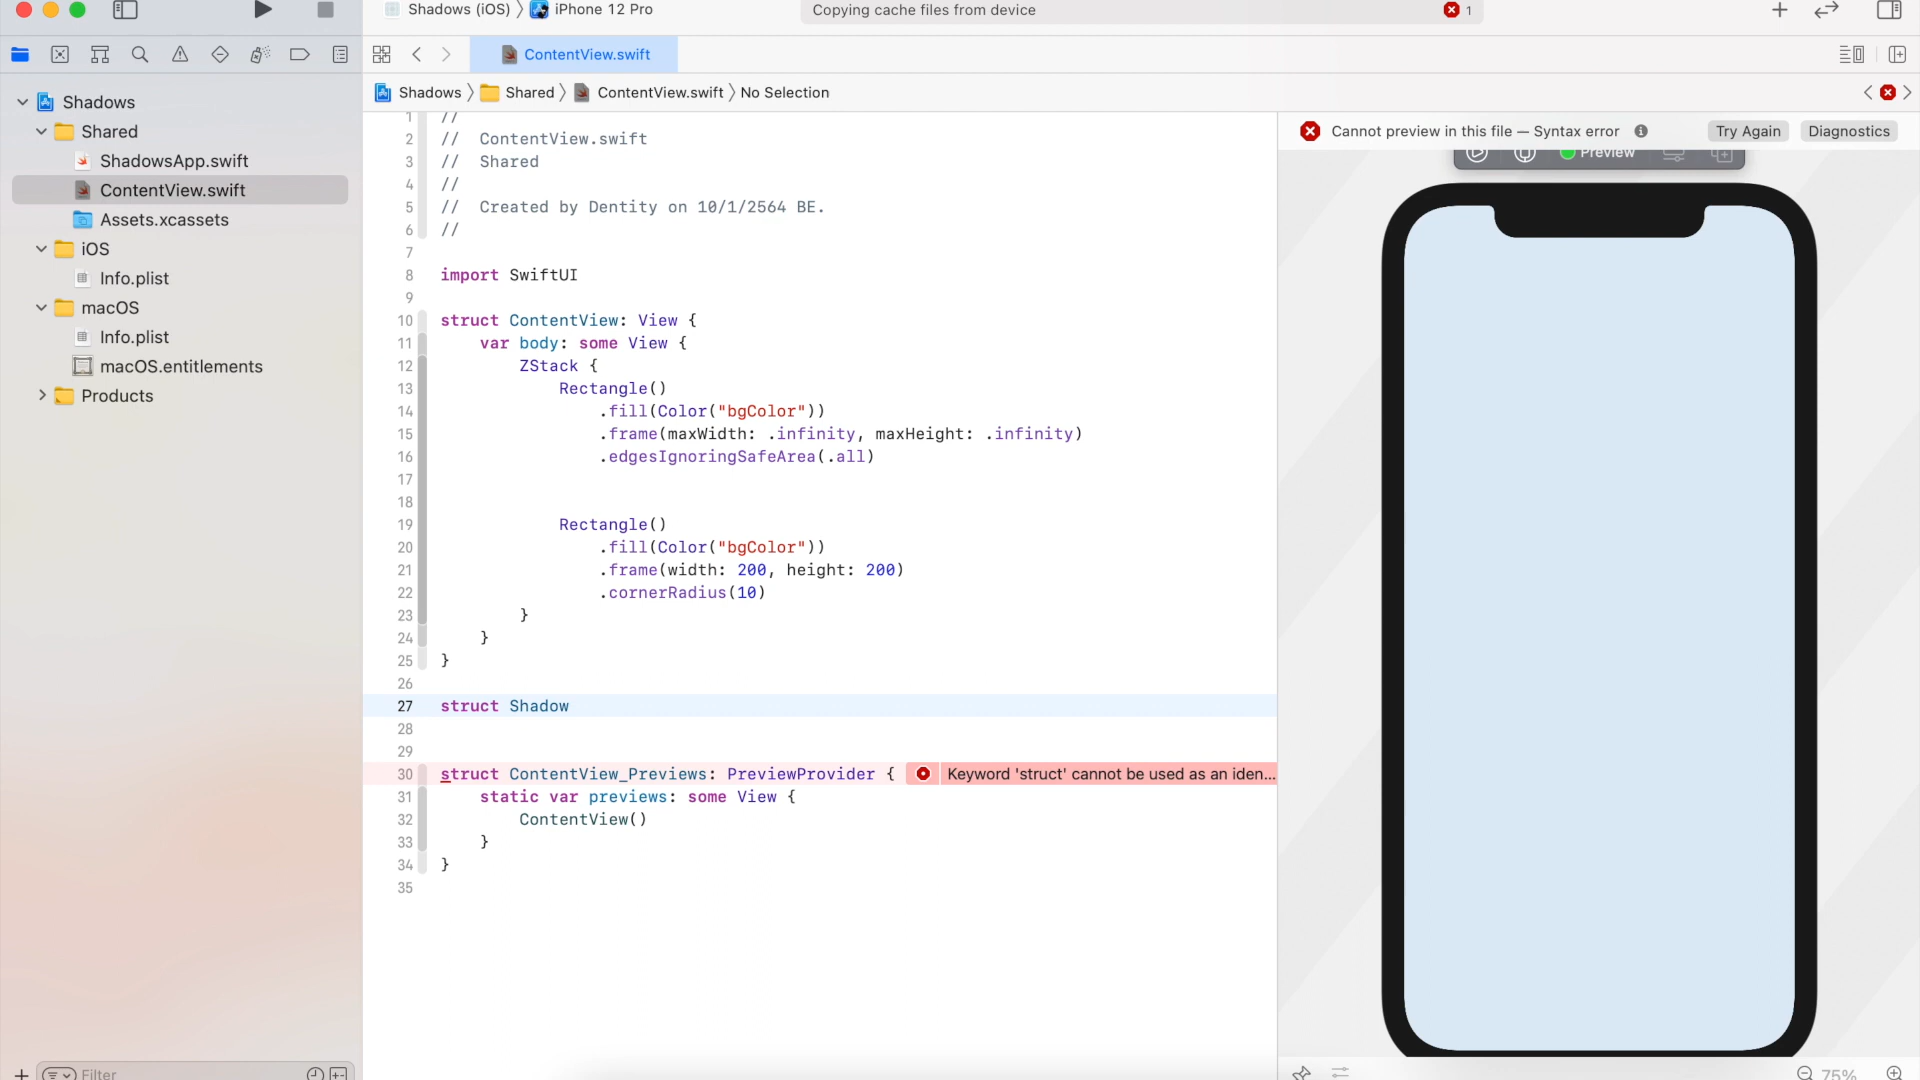 Shadows (iOS) 〉 iPhone 12 Pro
Copying cache files from device
1
ContentView.swift
Shadows 〉 Shared 〉 ContentView.swift 〉 No Selection
Shadows
Shared
ShadowsApp.swift
ContentView.swift
Assets.xcassets
iOS
Info.plist
macOS
Info.plist
macOS.entitlements
Products
Filter
1 //
2 //  ContentView.swift
3 //  Shared
4 //
5 //  Created by Dentity on 10/1/2564 BE.
6 //
7
8 import SwiftUI
9
10 struct ContentView: View {
11     var body: some View {
12         ZStack {
13             Rectangle()
14                 .fill(Color("bgColor"))
15                 .frame(maxWidth: .infinity, maxHeight: .infinity)
16                 .edgesIgnoringSafeArea(.all)
17
18
19             Rectangle()
20                 .fill(Color("bgColor"))
21                 .frame(width: 200, height: 200)
22                 .cornerRadius(10)
23         }
24     }
25 }
26
27 struct Shadow
28
29
30 struct ContentView_Previews: PreviewProvider { Keyword 'struct' cannot be used as an iden...
31     static var previews: some View {
32         ContentView()
33     }
34 }
35
Cannot preview in this file — Syntax error
Try Again
Diagnostics
Preview
75%